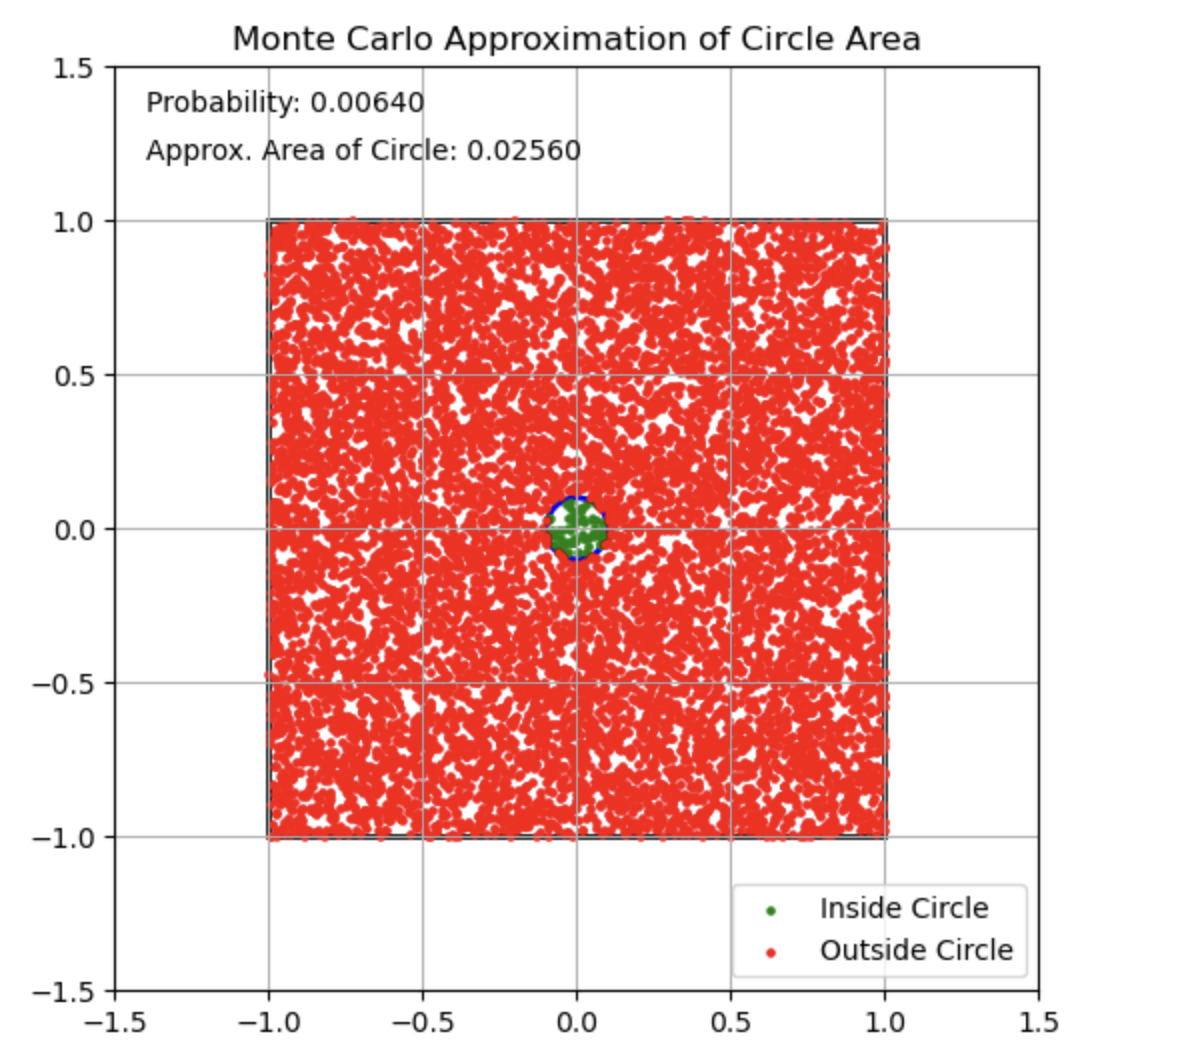 Monte Carlo Approximation of Circle Area
1.5
Probability: 0.00640
Approx. Area of Circle: 0.02560
1.0
0.5
0.0
−0.5
−1.0
Inside Circle
Outside Circle
−1.5
−1.5 −1.0 −0.5 0.0 0.5 1.0 1.5